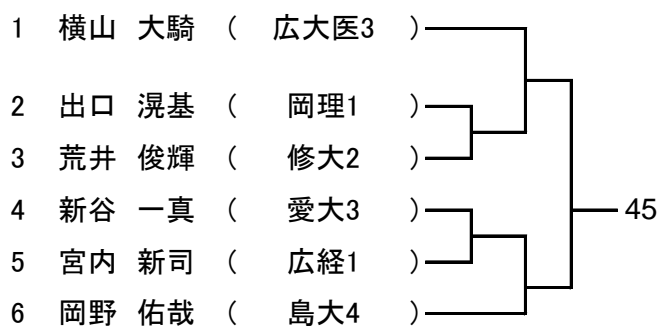 1 横山 大騎 ( 広大医3 )
2 出口 滉基 ( 岡理1 )
3 荒井 俊輝 ( 修大2 )
4 新谷 一真 ( 愛大3 )
45
5 宮内 新司 ( 広経1 )
6 岡野 佑哉 ( 島大4 )